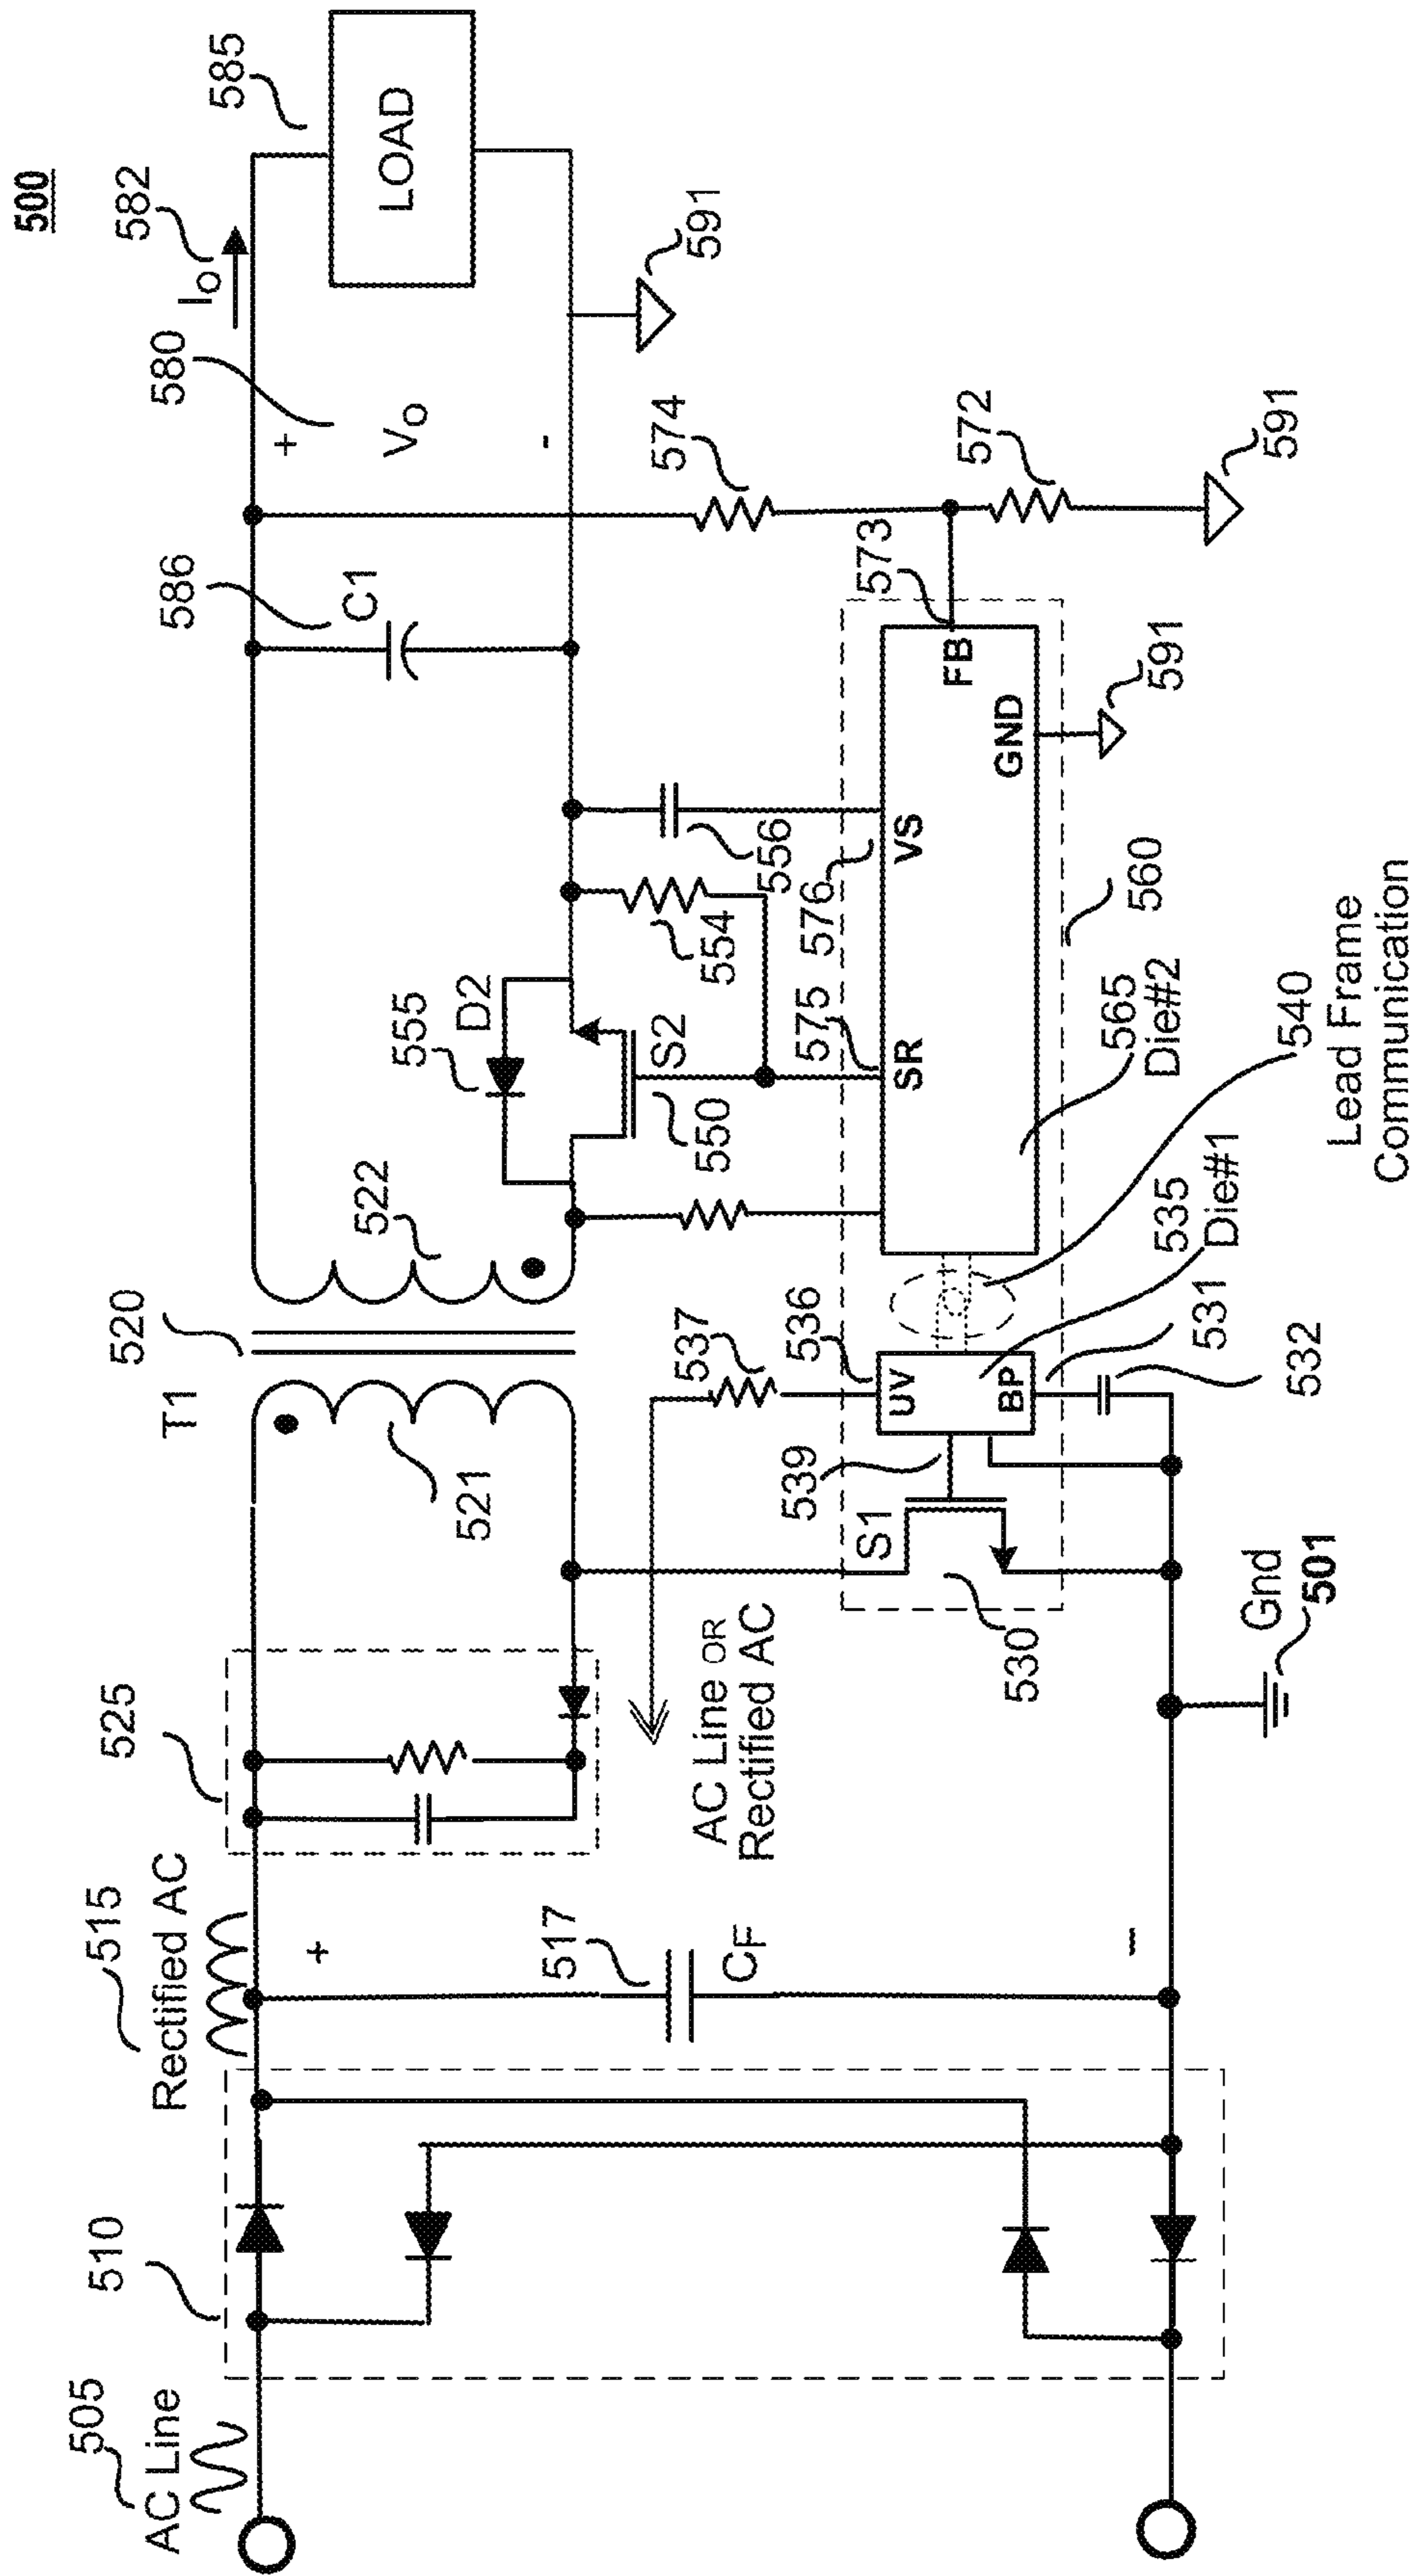 500
505
AC Line
510
515
Rectified AC
+
517
CF
–
525
AC Line OR
Rectified AC
Gnd
501
T1
520
521
522
530
S1
539
537
536
UV
BP
535
Die#1
531
532
540
Lead Frame
Communication
565
Die#2
560
555
D2
S2
550
554
556
575
SR
576
VS
573
FB
GND
591
586
C1
574
572
591
580
+
VO
-
IO
582
585
LOAD
591